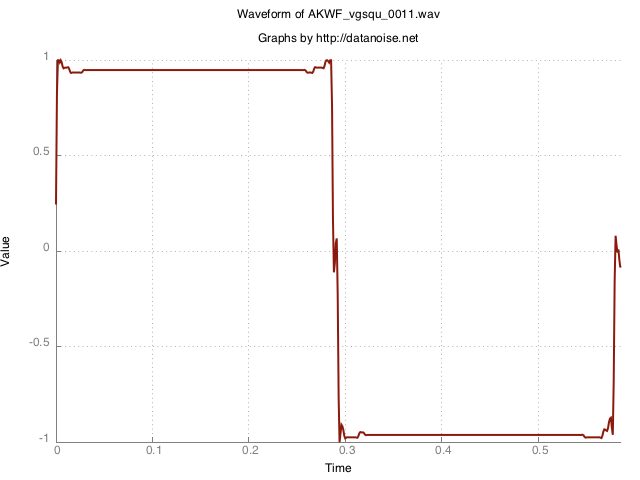 Waveform of AKWF_vgsqu_0011.wav
Graphs by http://datanoise.net
1
0.5
0
-0.5
-1
Value
0 0.1 0.2 0.3 0.4 0.5
Time